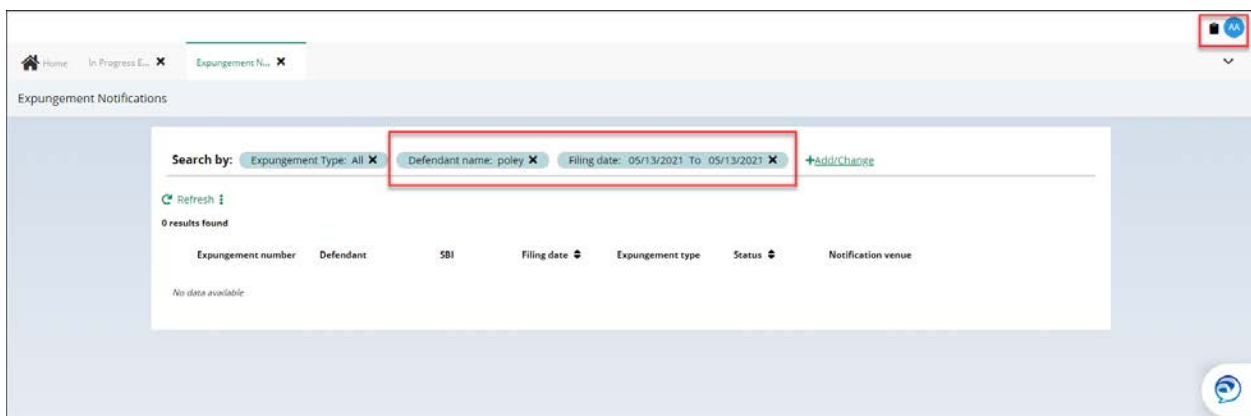 AA
Home In Progress E... Expungement N...
Expungement Notifications
Search by: Expungement Type: All Defendant name: poley Filing date: 05/13/2021 To 05/13/2021 +Add/Change
Refresh
0 results found
Expungement number Defendant SBI Filing date Expungement type Status Notification venue
No data available